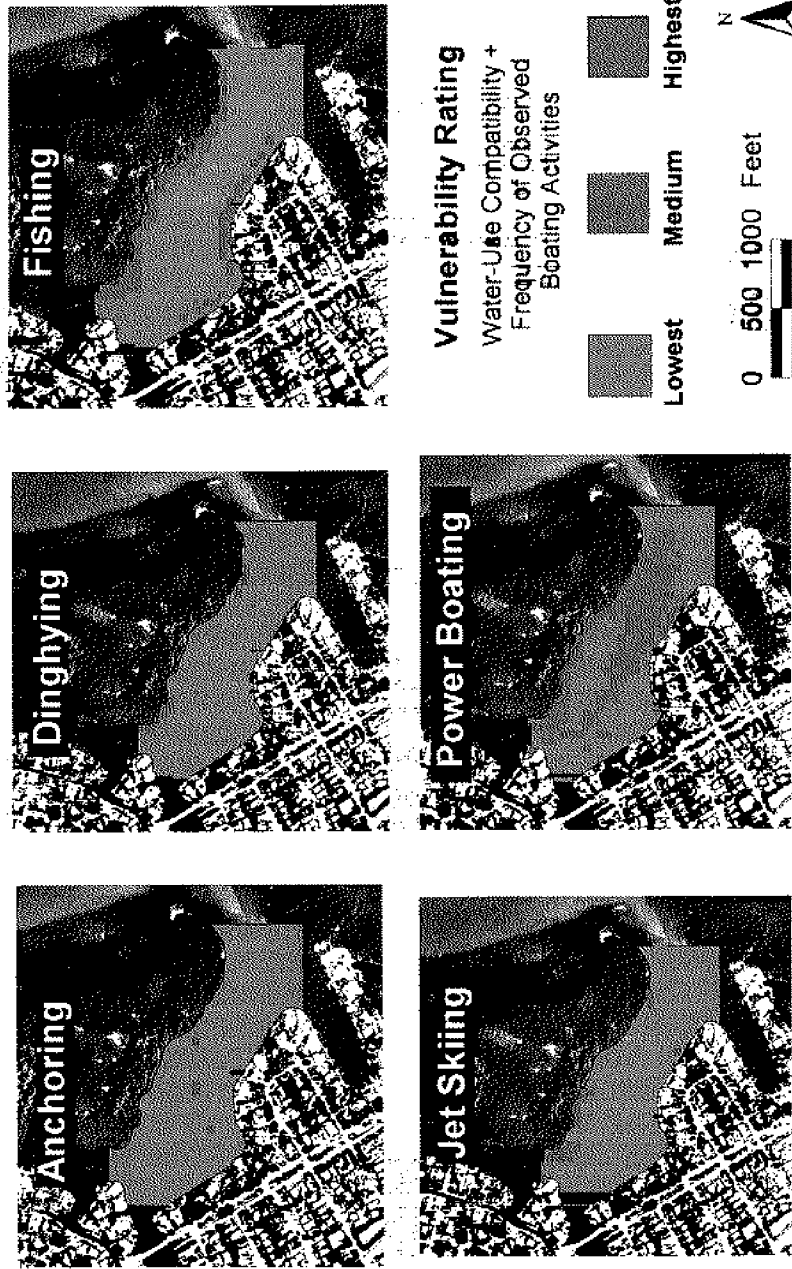 Anchoring
Dinghying
Fishing
Jet Skiing
Power Boating
Vulnerability Rating
Water-Use Compatibility +
Frequency of Observed
Boating Activities
Lowest
Medium
Highest
0 500 1000 Feet
N